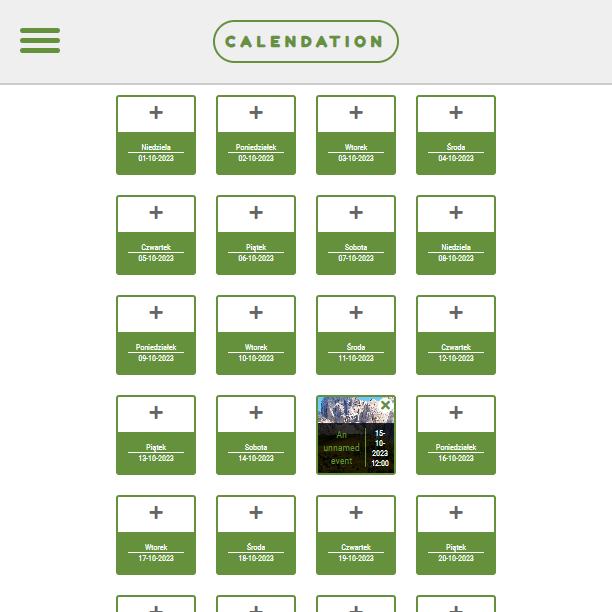 CALENDATION
Niedziela
01-10-2023
Poniedziałek
02-10-2023
Wtorek
03-10-2023
Środa
04-10-2023
Czwartek
05-10-2023
Piątek
06-10-2023
Sobota
07-10-2023
Niedziela
08-10-2023
Poniedziałek
09-10-2023
Wtorek
10-10-2023
Środa
11-10-2023
Czwartek
12-10-2023
Piątek
13-10-2023
Sobota
14-10-2023
An
unnamed
event
15-
10-
2023
12:00
Poniedziałek
16-10-2023
Wtorek
17-10-2023
Środa
18-10-2023
Czwartek
19-10-2023
Piątek
20-10-2023